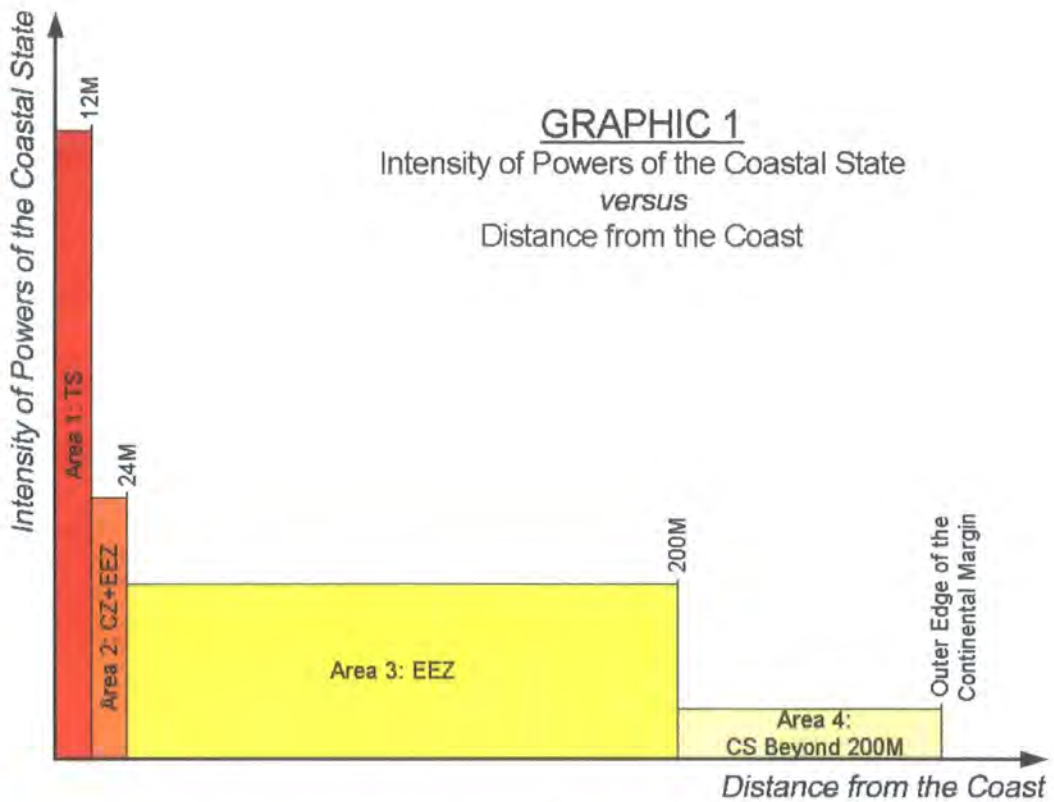 Intensity of Powers of the Coastal State
12M
GRAPHIC 1
Intensity of Powers of the Coastal State
versus
Distance from the Coast
Area 1: TS
24M
Area 2: CZ+EEZ
200M
Area 3: EEZ
Outer Edge of the
Continental Margin
Area 4:
CS Beyond 200M
Distance from the Coast